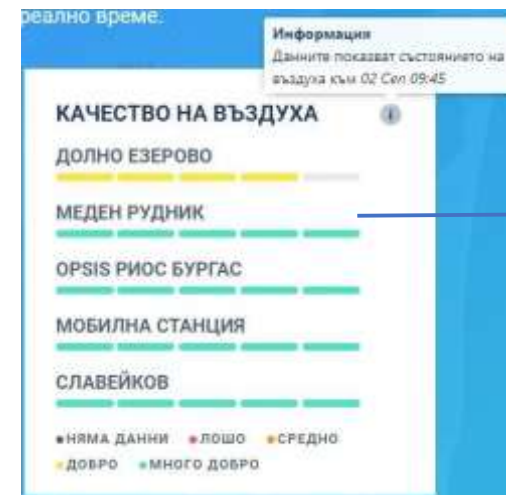 реално време.
Информация
Данните показват състоянието на
въздуха към 02 Сеп 09:45
КАЧЕСТВО НА ВЪЗДУХА
ДОЛНО ЕЗЕРОВО
МЕДЕН РУДНИК
OPSIS РИОС БУРГАС
МОБИЛНА СТАНЦИЯ
СЛАВЕЙКОВ
НЯМА ДАННИ ЛОШО СРЕДНО
ДОБРО МНОГО ДОБРО